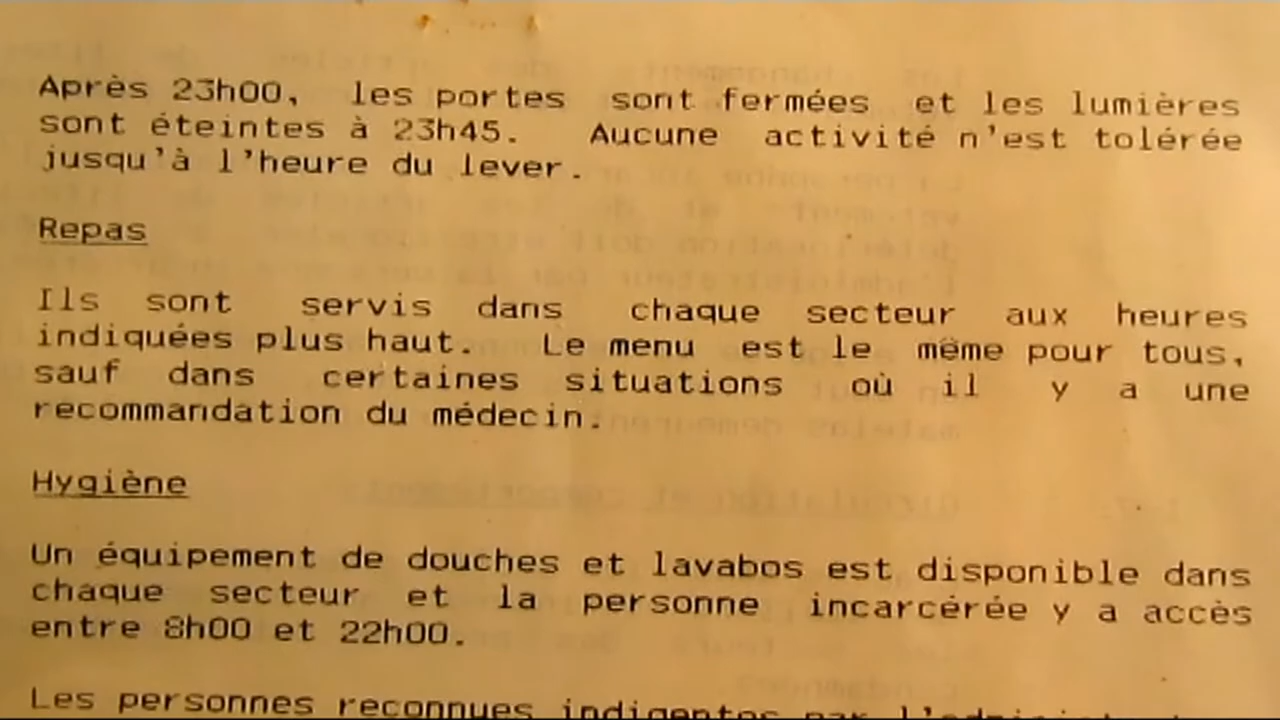 Après 23h00, les portes sont fermées et les lumières
sont éteintes à 23h45. Aucune activité n'est tolérée
jusqu'à l'heure du lever.
Repas
Ils sont servis dans chaque secteur aux heures
indiquées plus haut. Le menu est le même pour tous,
sauf dans certaines situations où il y a une
recommandation du médecin.
Hygiène
Un équipement de douches et lavabos est disponible dans
chaque secteur et la personne incarcérée y a accès
entre 8h00 et 22h00.
Les personnes reconnues indigentes par